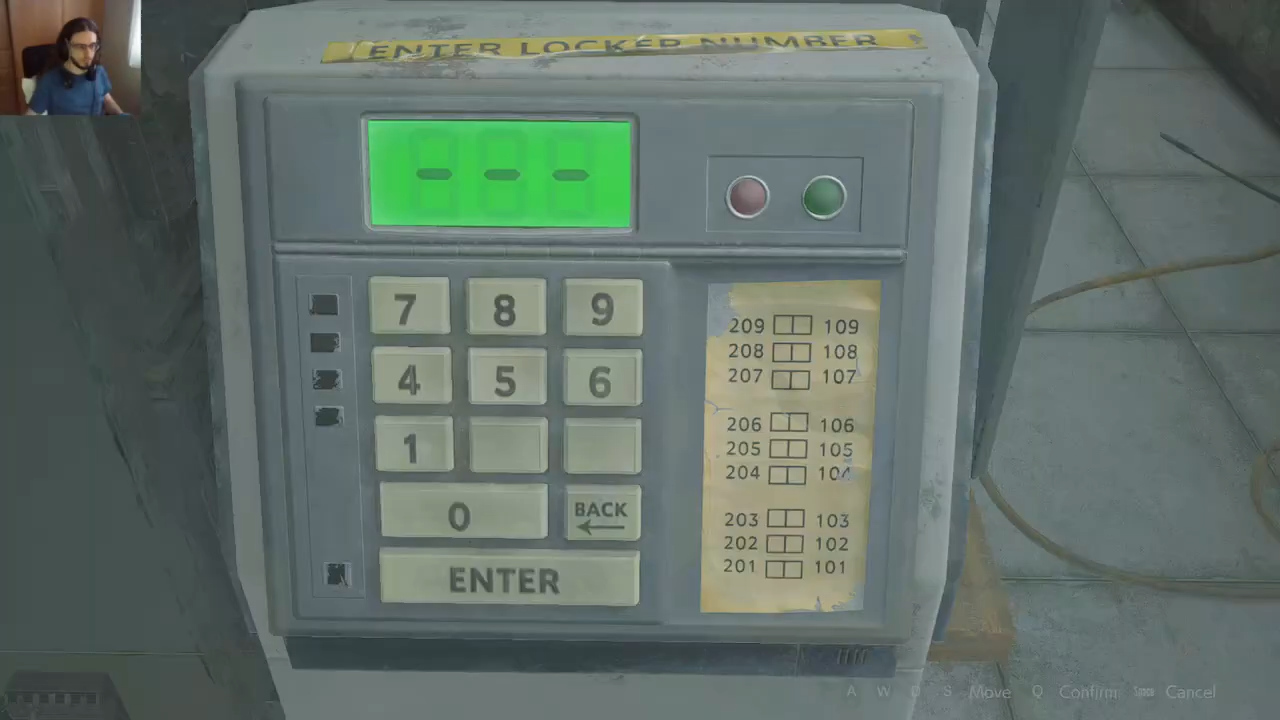 ENTER LOCKER NUMBER
7 8 9
4 5 6
1
0 BACK
ENTER
209 109
208 108
207 107
206 106
205 105
204 104
203 103
202 102
201 101
A W D S Move Q Confirm Space Cancel